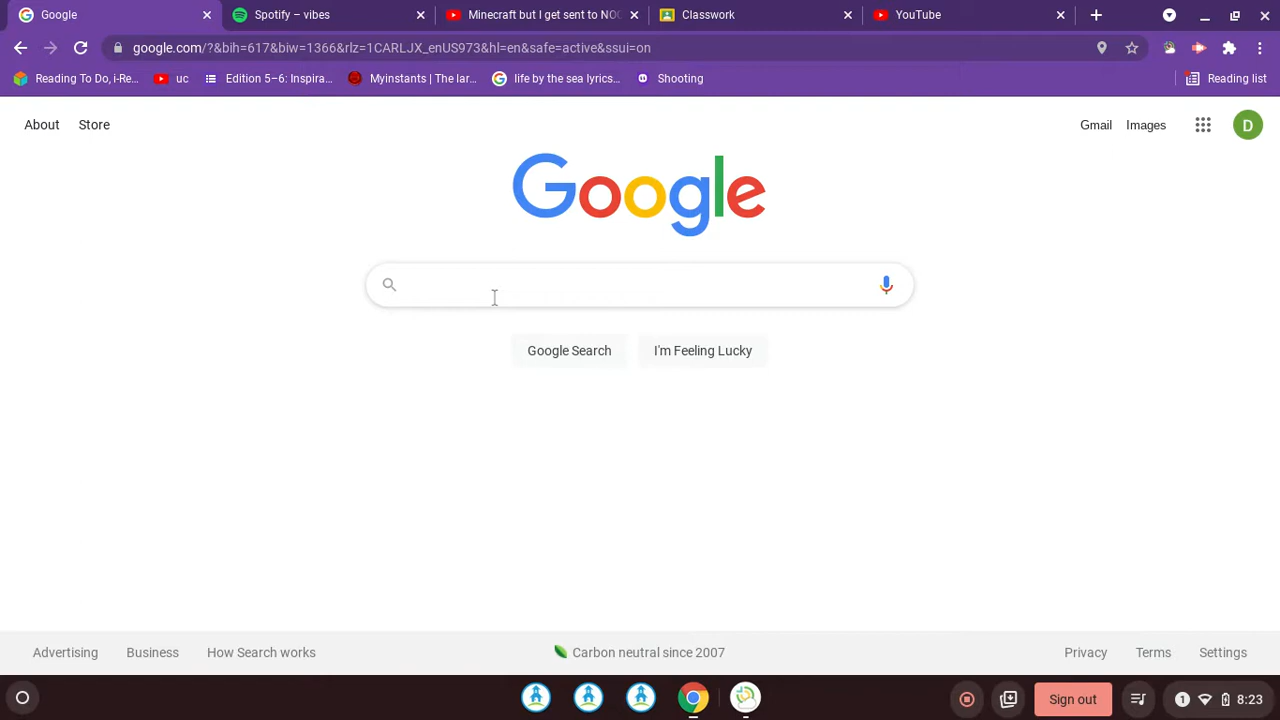 Google
Spotify – vibes
Minecraft but I get sent to NO
Classwork
YouTube
google.com/?&bih=617&biw=1366&rlz=1CARLJX_enUS973&hl=en&safe=active&ssui=on
Reading To Do, i-Re...
uc
Edition 5–6: Inspira...
Myinstants | The lar...
life by the sea lyrics...
Shooting
Reading list
About
Store
Gmail
Images
D
Google
Google Search
I'm Feeling Lucky
Advertising
Business
How Search works
Carbon neutral since 2007
Privacy
Terms
Settings
Sign out
1
8:23